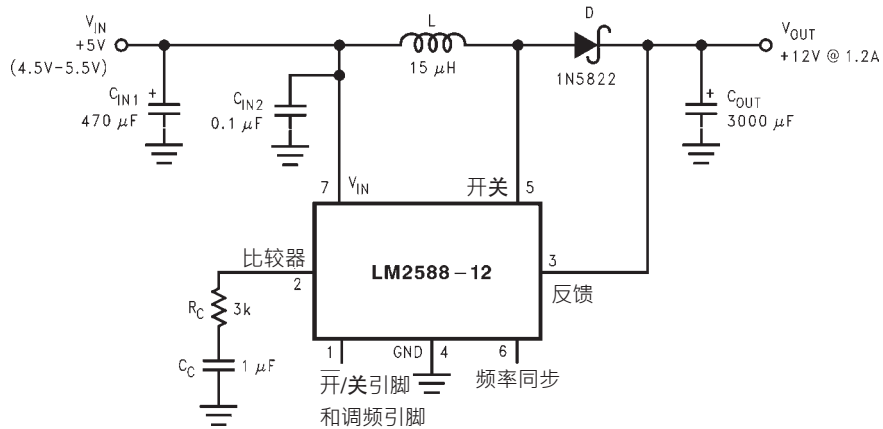 VIN
+5V
(4.5V–5.5V)
L
15 μH
D
1N5822
VOUT
+12V @ 1.2A
CIN1 +
470 μF
CIN2
0.1 μF
+ COUT
3000 μF
7 VIN
开关 5
比较器
2
LM2588–12
3
反馈
RC 3k
CC 1 μF
1 GND 4 6
开/关引脚
和调频引脚
频率同步